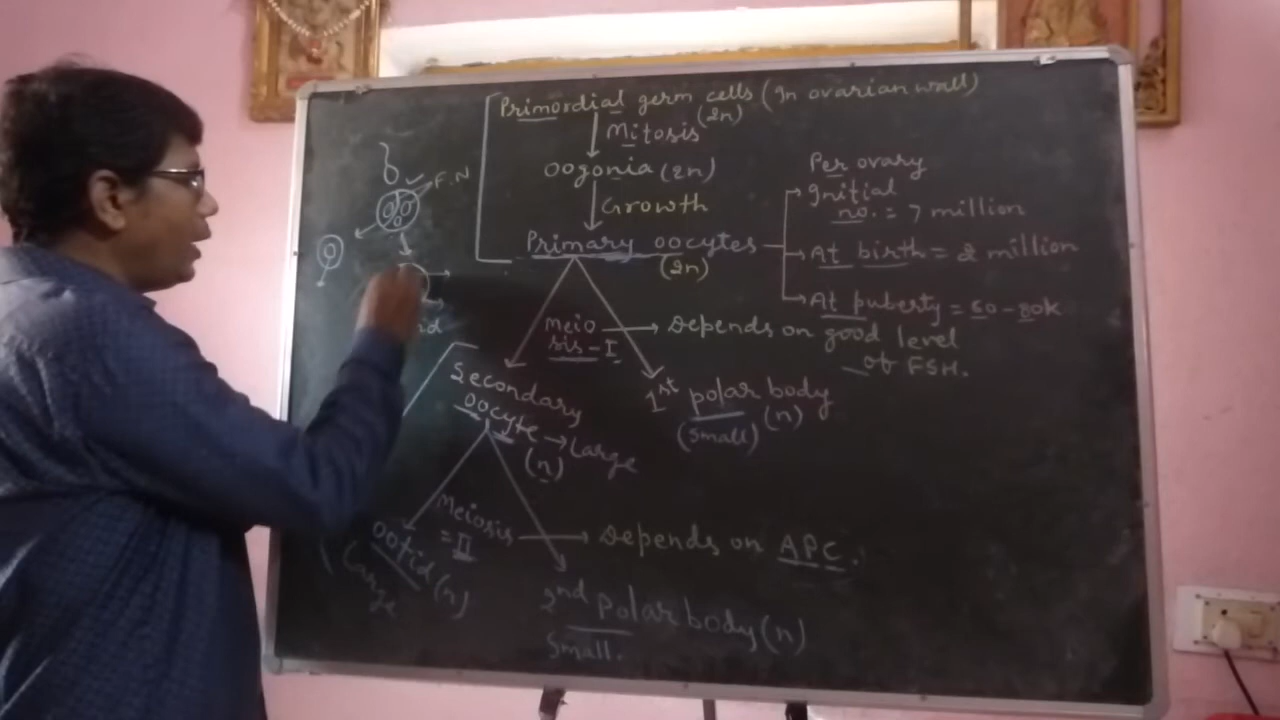 Primordial germ cells (In ovarian wall)
(2n)
Mitosis
Oogonia (2n)
Growth
Primary oocytes
(2n)
Per ovary
Initial
no. = 7 million
At birth = 2 million
At puberty = 60-80K
F.N
Meio
sis-I
Depends on good level
of FSH.
Secondary
oocyte → Large
(n)
1st polar body
(Small) (n)
Meiosis
=II
Depends on APC.
Ootid (n)
Large
2nd polar body (n)
Small.